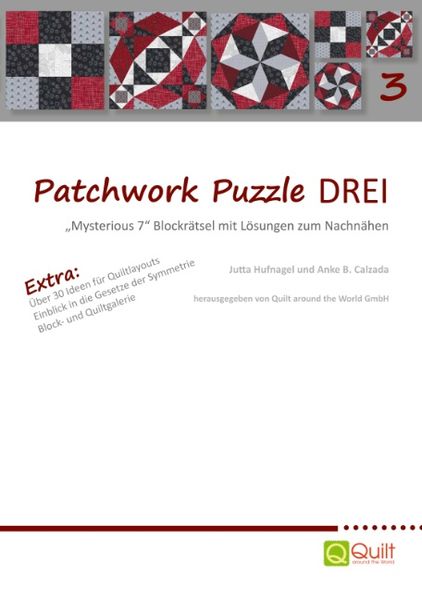 3
Patchwork Puzzle DREI
„Mysterious 7“ Blockrätsel mit Lösungen zum Nachnähen
Extra:
Über 30 Ideen für Quiltlayouts
Einblick in die Gesetze der Symmetrie
Block- und Quiltgalerie
Jutta Hufnagel und Anke B. Calzada
herausgegeben von Quilt around the World GmbH
Quilt
around the World